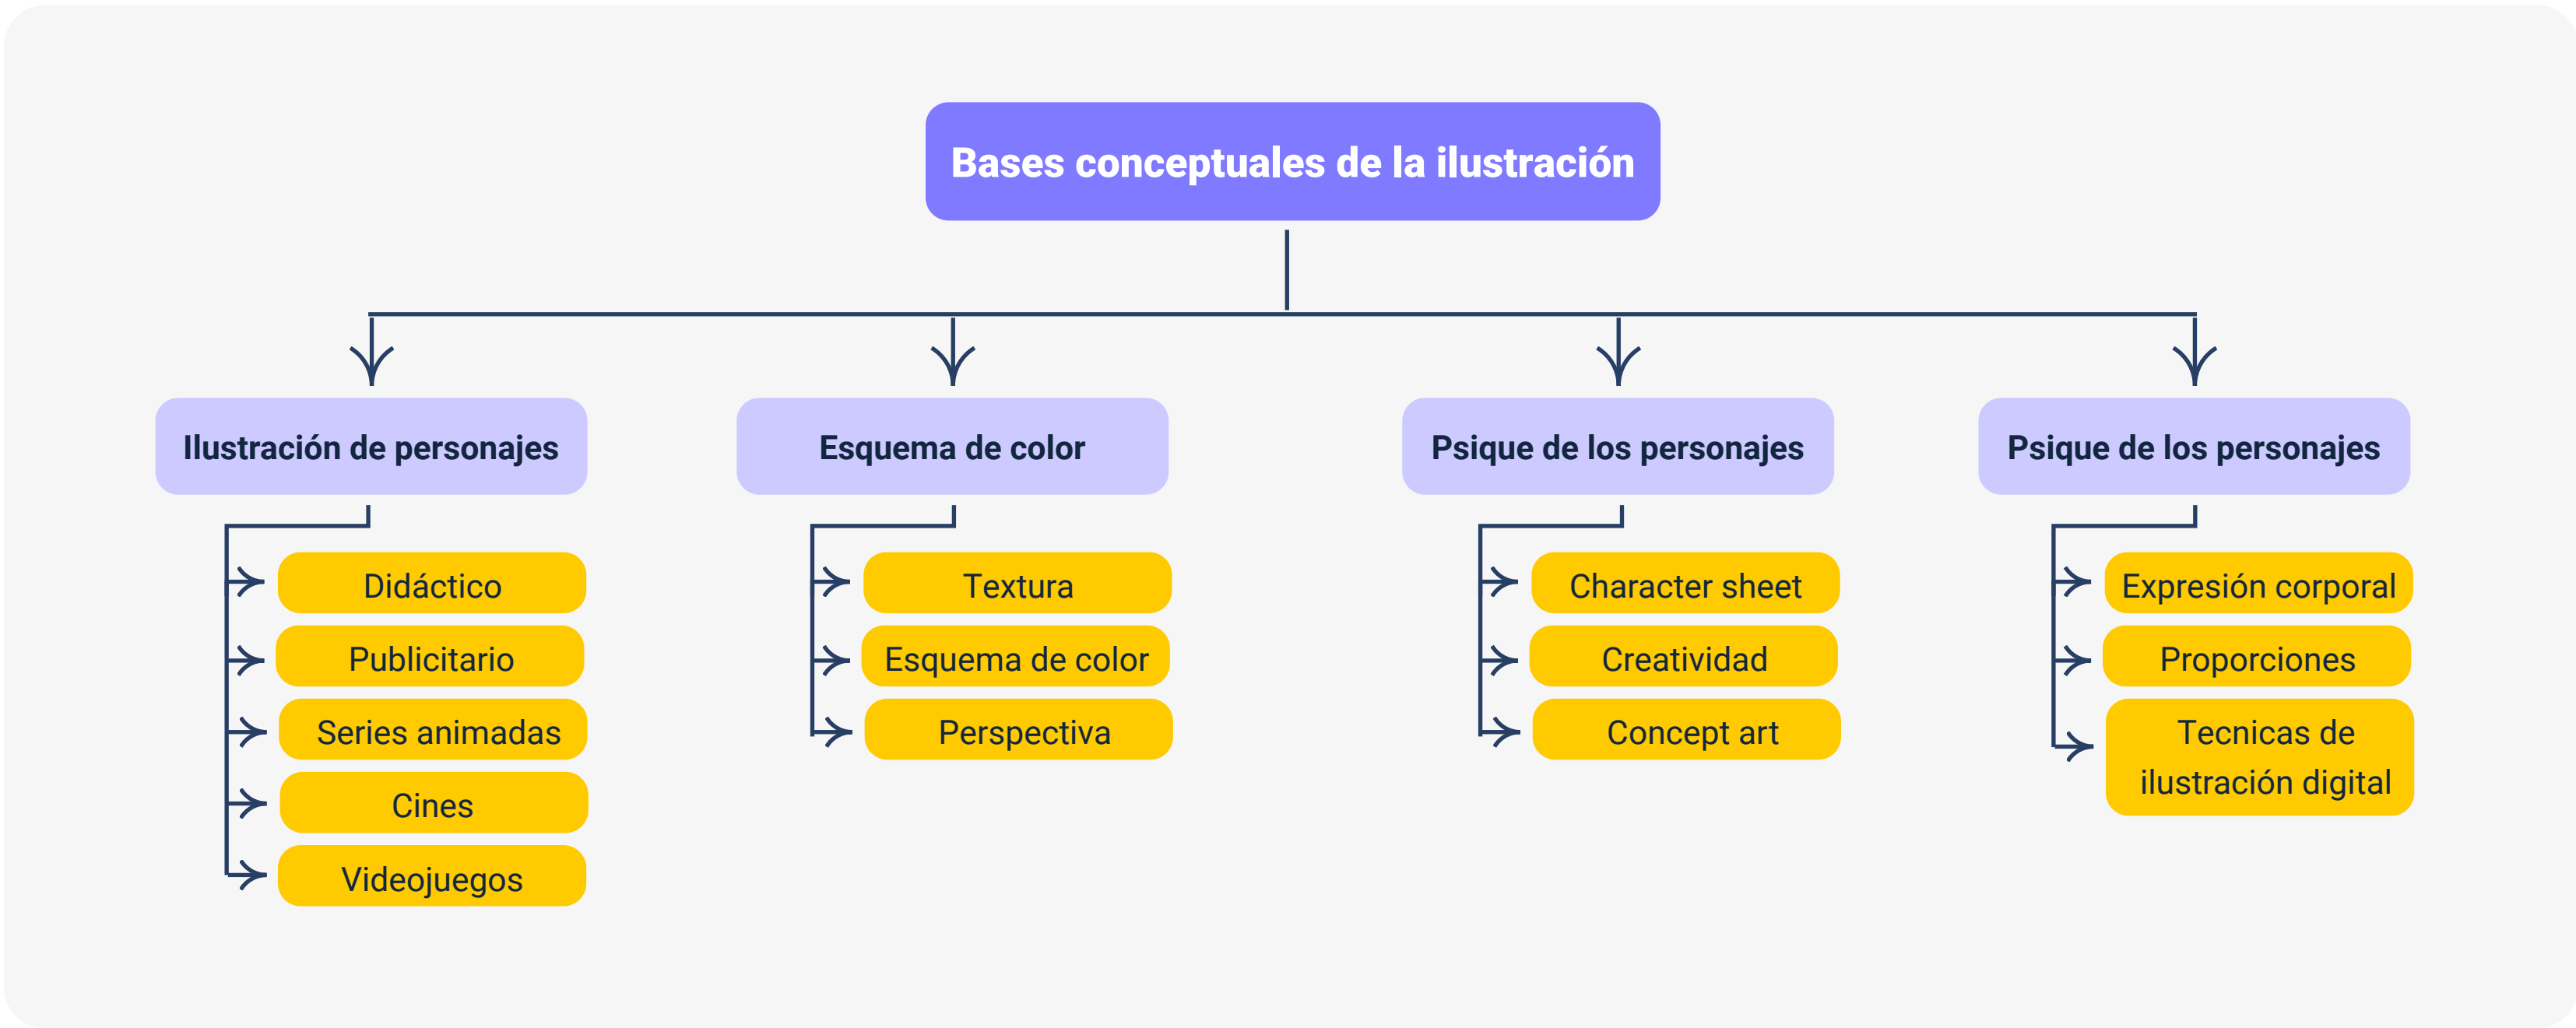 Bases conceptuales de la ilustración
Ilustración de personajes
Didáctico
Publicitario
Series animadas
Cines
Videojuegos
Esquema de color
Textura
Esquema de color
Perspectiva
Psique de los personajes
Character sheet
Creatividad
Concept art
Psique de los personajes
Expresión corporal
Proporciones
Tecnicas de
ilustración digital